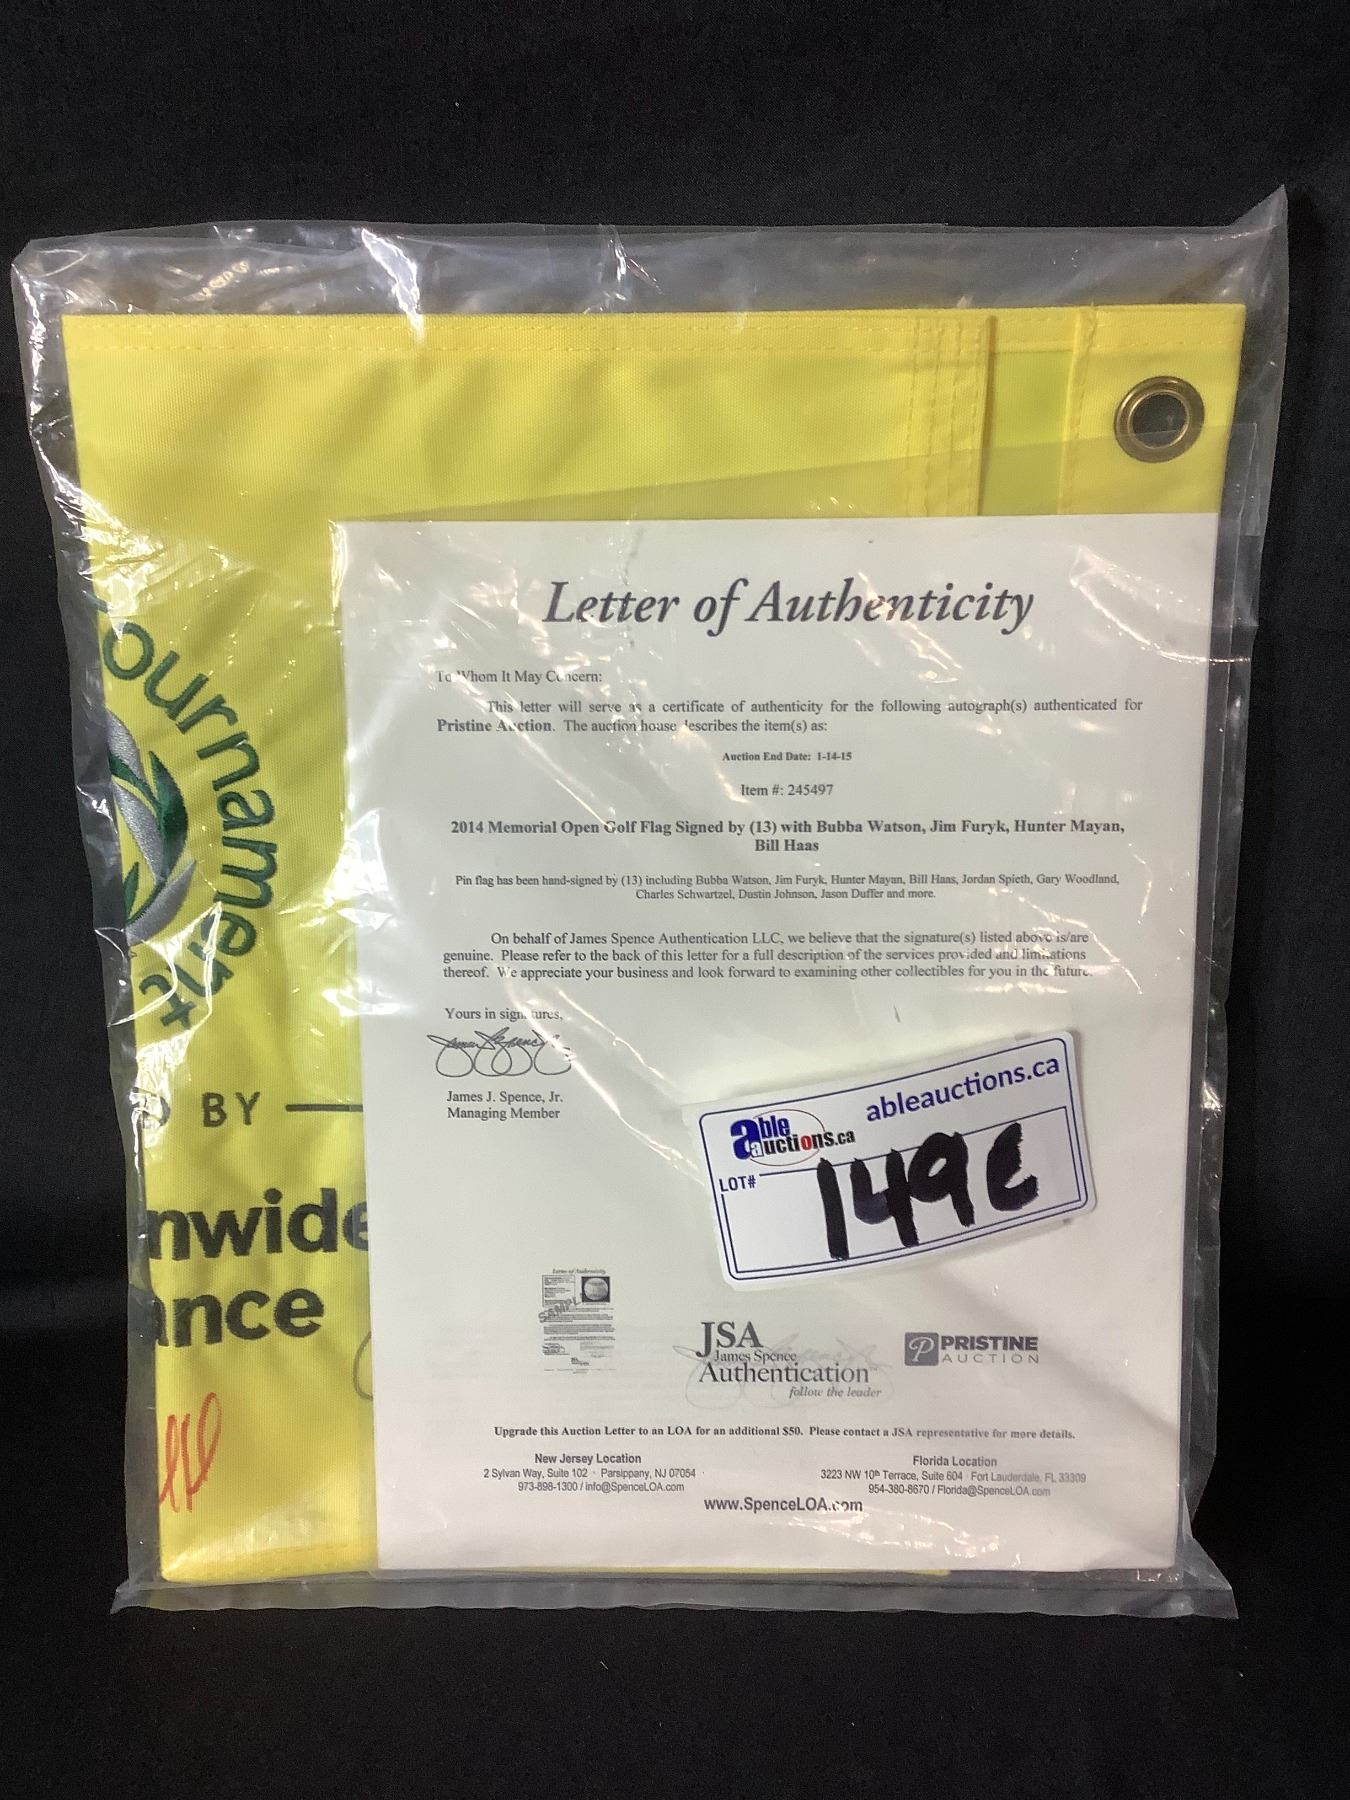 Letter of Authenticity
To Whom It May Concern:
This letter will serve as a certificate of authenticity for the following autograph(s) authenticated for
Pristine Auction. The auction house describes the item(s) as:
Auction End Date: 1-14-15
Item #: 245497
2014 Memorial Open Golf Flag Signed by (13) with Bubba Watson, Jim Furyk, Hunter Mayan,
Bill Haas
Pin flag has been hand-signed by (13) including Bubba Watson, Jim Furyk, Hunter Mayan, Bill Haas, Jordan Spieth, Gary Woodland,
Charles Schwartzel, Dustin Johnson, Jason Duffer and more.
On behalf of James Spence Authentication LLC, we believe that the signature(s) listed above is/are
genuine. Please refer to the back of this letter for a full description of the services provided and limitations
thereof. We appreciate your business and look forward to examining other collectibles for you in the future.
Yours in signatures,
James J. Spence, Jr.
Managing Member
ableauctions.ca
able
auctions.ca
LOT#
149C
Letter of Authenticity
SAMPLE
JSA
James Spence
Authentication™
follow the leader
P PRISTINE
AUCTION
Upgrade this Auction Letter to an LOA for an additional $50. Please contact a JSA representative for more details.
New Jersey Location
2 Sylvan Way, Suite 102 · Parsippany, NJ 07054
973-898-1300 / info@SpenceLOA.com
Florida Location
3223 NW 10th Terrace, Suite 604 · Fort Lauderdale, FL 33309
954-380-8670 / Florida@SpenceLOA.com
www.SpenceLOA.com
ournament
D BY
nwide
ance